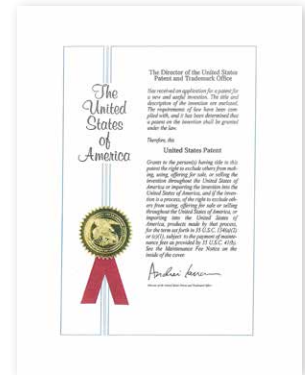 The
United
States
of
America
The Director of the United States
Patent and Trademark Office
Has received an application for a patent for
a new and useful invention. The title and
description of the invention are enclosed.
The requirements of law have been com-
plied with, and it has been determined that
a patent on the invention shall be granted
under the law.
Therefore, this
United States Patent
Grants to the person(s) having title to this
patent the right to exclude others from mak-
ing, using, offering for sale, or selling the
invention throughout the United States of
America or importing the invention into the
United States of America, and if the inven-
tion is a process, of the right to exclude oth-
ers from using, offering for sale or selling
throughout the United States of America, or
importing into the United States of
America, products made by that process,
for the term set forth in 35 U.S.C. 154(a)(2)
or (c)(1), subject to the payment of mainte-
nance fees as provided by 35 U.S.C. 41(b).
See the Maintenance Fee Notice on the
inside of the cover.
Andrei Iancu